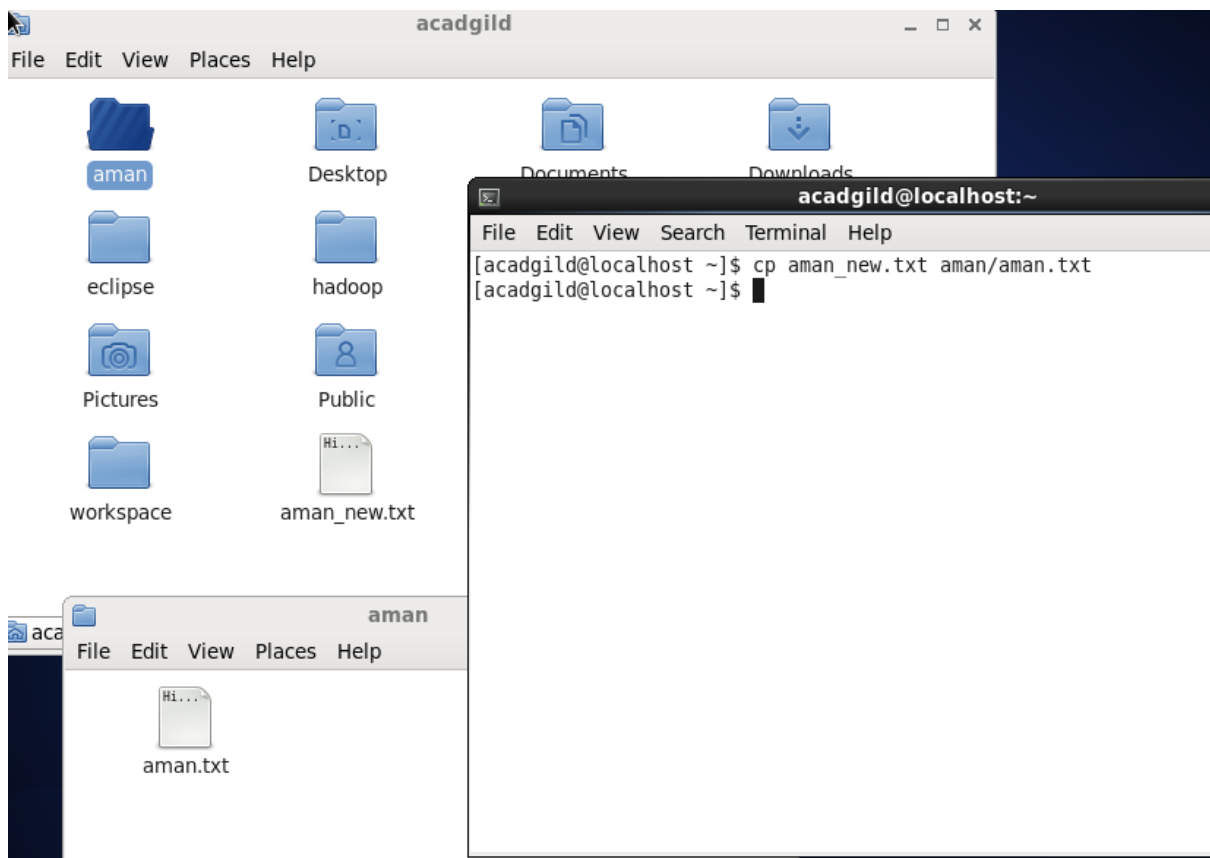 acadgild
File Edit View Places Help
aman Desktop Documents Downloads
eclipse hadoop
Pictures Public
Hi...
workspace aman_new.txt
acadgild@localhost:~
File Edit View Search Terminal Help
[acadgild@localhost ~]$ cp aman_new.txt aman/aman.txt
[acadgild@localhost ~]$
aca
aman
File Edit View Places Help
Hi...
aman.txt